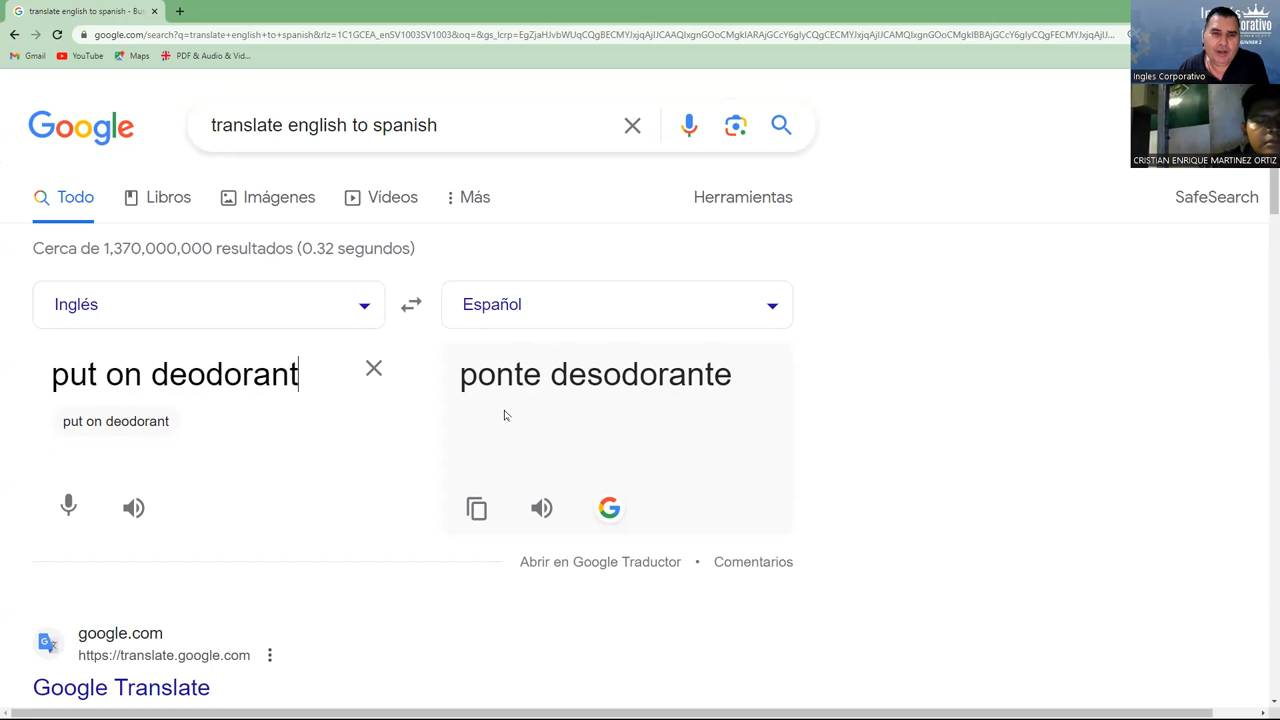 translate english to spanish - Bu
google.com/search?q=translate+english+to+spanish&rlz=1C1GCEA_enSV1003SV1003&oq=&gs_lcrp=
Gmail
YouTube
Maps
PDF & Audio & Vid...
Ingles Corporativo
CRISTIAN ENRIQUE MARTINEZ ORTIZ
Google
translate english to spanish
Todo
Libros
Imágenes
Vídeos
Más
Herramientas
SafeSearch
Cerca de 1,370,000,000 resultados (0.32 segundos)
Inglés
Español
put on deodorant
ponte desodorante
put on deodorant
Abrir en Google Traductor • Comentarios
google.com
https://translate.google.com
Google Translate